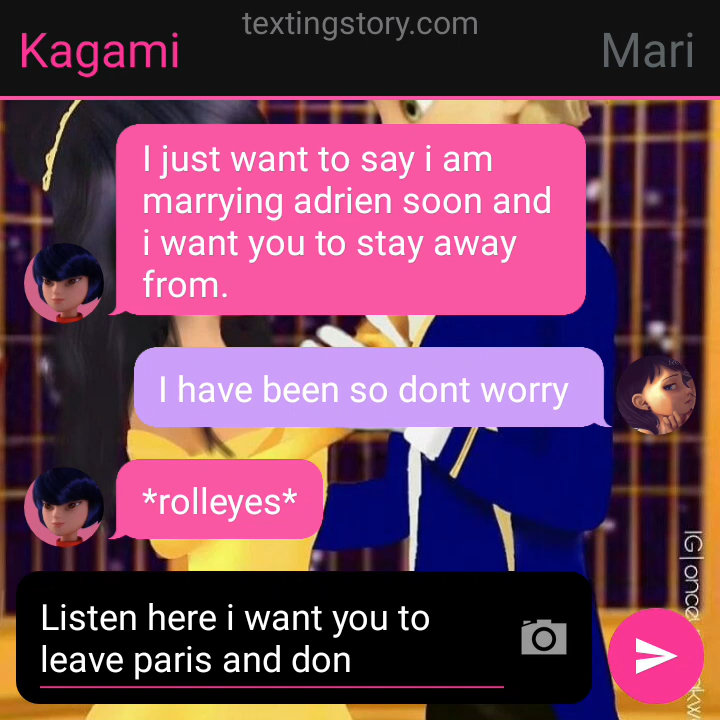 textingstory.com
Kagami
Mari
I just want to say i am
marrying adrien soon and
i want you to stay away
from.
I have been so dont worry
*rolleyes*
Listen here i want you to
leave paris and don